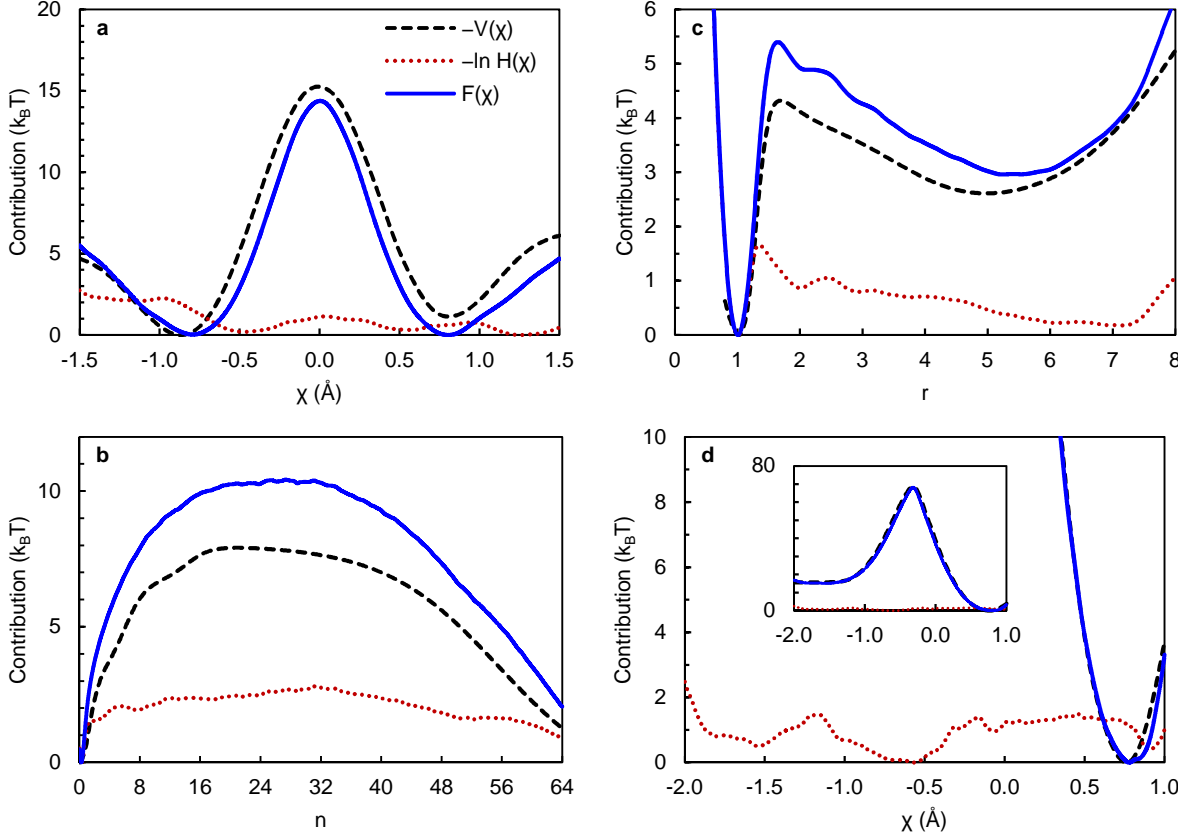 a
–V(χ)
–ln H(χ)
F(χ)
Contribution (k_BT)
20
15
10
5
0
-1.5 -1.0 -0.5 0.0 0.5 1.0 1.5
χ (Å)
c
Contribution (k_BT)
6
5
4
3
2
1
0
0 1 2 3 4 5 6 7 8
r
b
Contribution (k_BT)
10
5
0
0 8 16 24 32 40 48 56 64
n
d
Contribution (k_BT)
10
8
6
4
2
0
-2.0 -1.5 -1.0 -0.5 0.0 0.5 1.0
χ (Å)
80
0
-2.0 -1.0 0.0 1.0